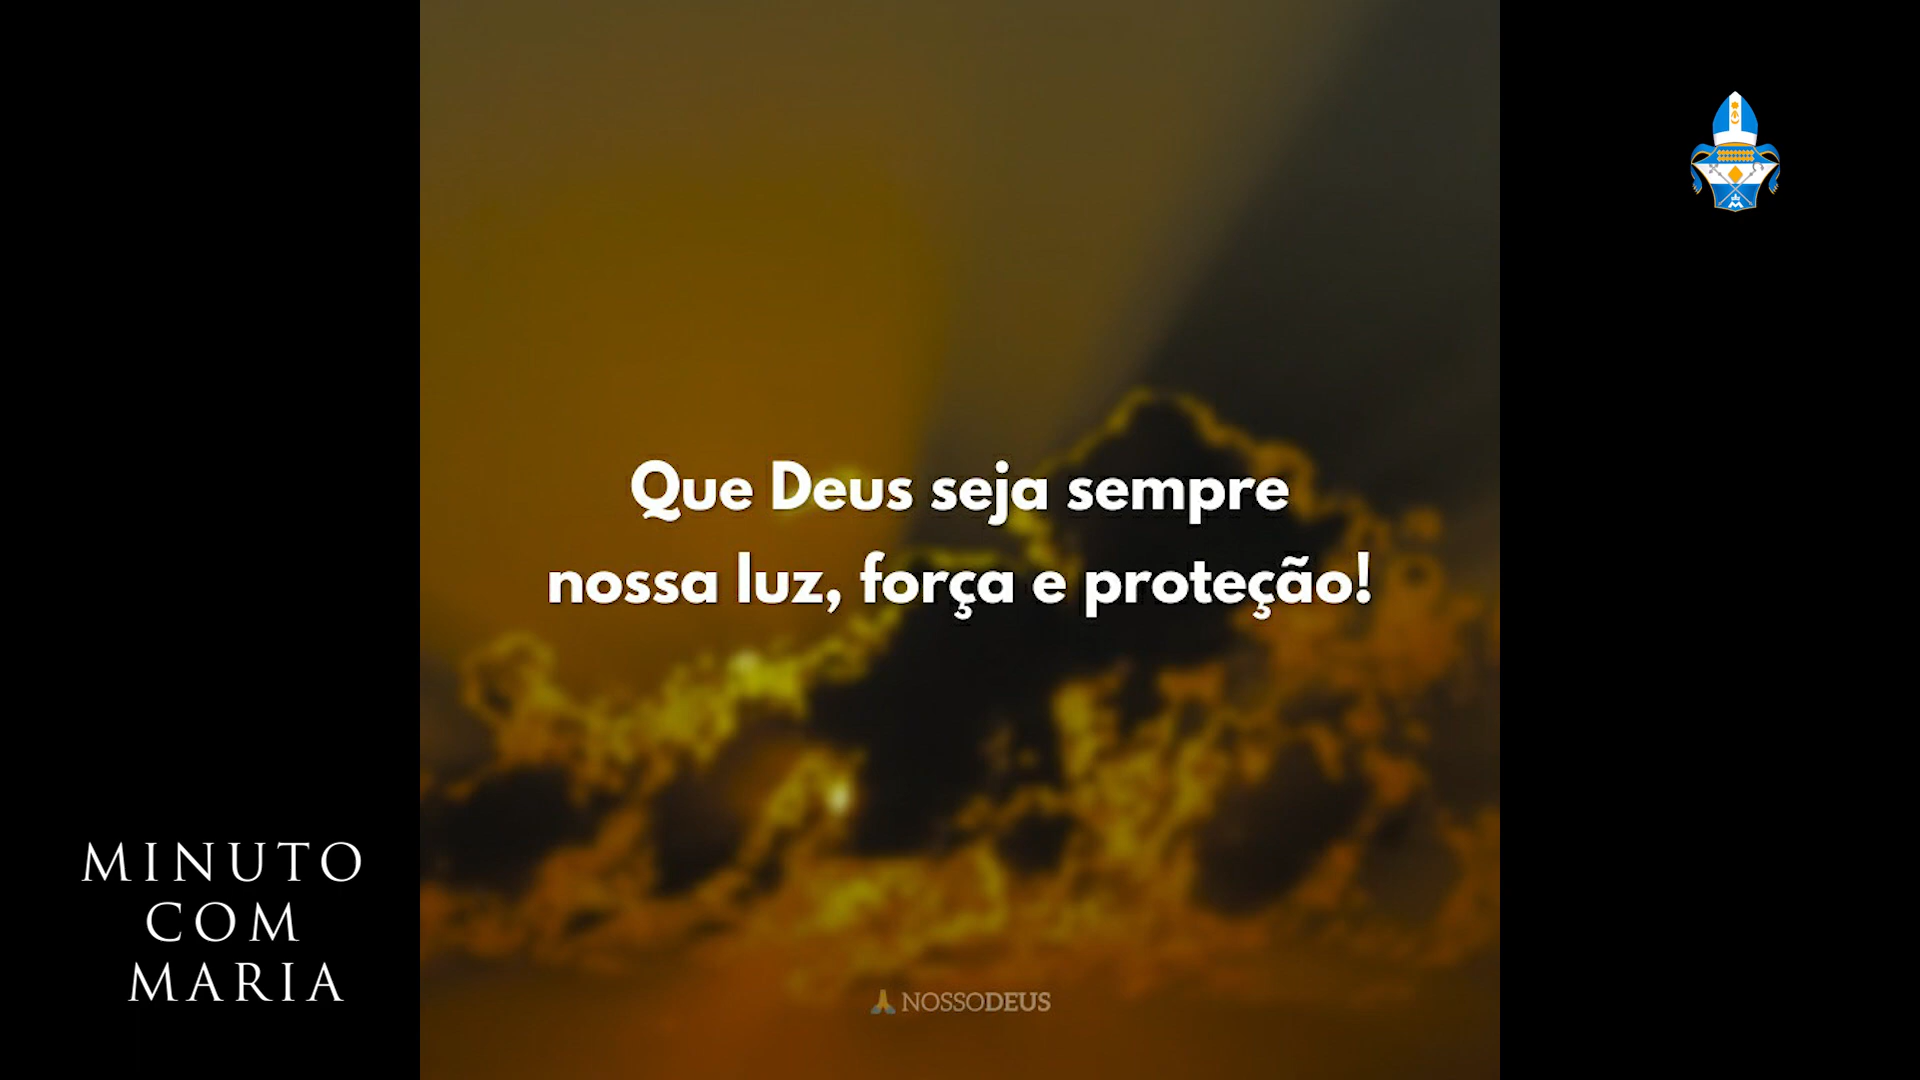 Que Deus seja sempre
nossa luz, força e proteção!
MINUTO
COM
MARIA
NOSSODEUS